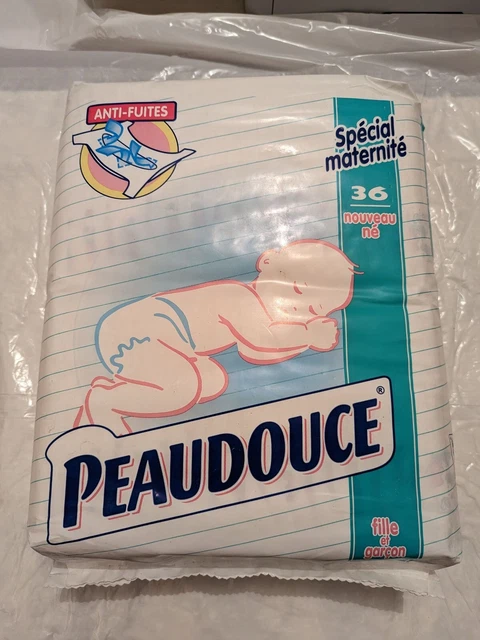 ANTI-FUITES
Spécial
maternité
36
nouveau
né
PEAUDOUCE®
fille
et
garçon